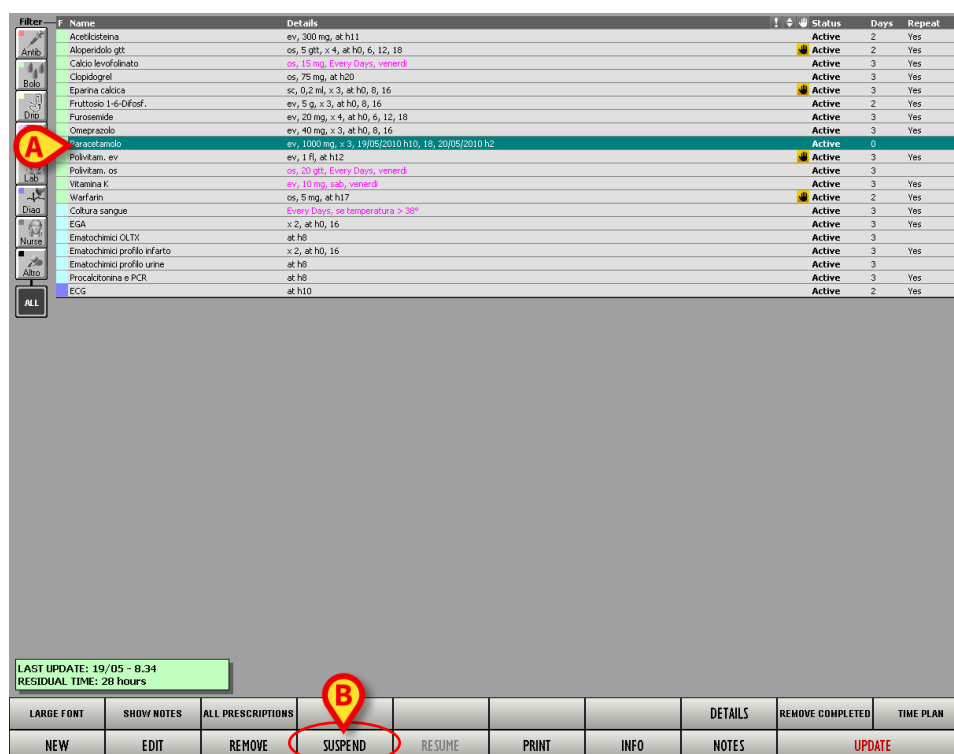 Filter F Name Details ! Status Days Repeat
Antib
Bolo
Drip
Lab
Diag
Nurse
Altro
ALL
Acetilcisteina ev, 300 mg, at h11 Active 2 Yes
Aloperidolo gtt os, 5 gtt, x 4, at h0, 6, 12, 18 Active 2 Yes
Calcio levofolinato os, 15 mg, Every Days, venerdì Active 3 Yes
Clopidogrel os, 75 mg, at h20 Active 3 Yes
Eparina calcica sc, 0,2 ml, x 3, at h0, 8, 16 Active 3 Yes
Fruttosio 1-6-Difosf. ev, 5 g, x 3, at h0, 8, 16 Active 2 Yes
Furosemide ev, 20 mg, x 4, at h0, 6, 12, 18 Active 3 Yes
Omeprazolo ev, 40 mg, x 3, at h0, 8, 16 Active 3 Yes
Paracetamolo ev, 1000 mg, x 3, 19/05/2010 h10, 18, 20/05/2010 h2 Active 0
Polivitam. ev ev, 1 fl, at h12 Active 3 Yes
Polivitam. os os, 20 gtt, Every Days, venerdì Active 3
Vitamina K ev, 10 mg, sab, venerdì Active 3 Yes
Warfarin os, 5 mg, at h17 Active 2 Yes
Coltura sangue Every Days, se temperatura > 38° Active 3 Yes
EGA x 2, at h0, 16 Active 3 Yes
Ematochimici OLTX at h8 Active 3
Ematochimici profilo infarto x 2, at h0, 16 Active 3 Yes
Ematochimici profilo urine at h8 Active 3
Procalcitonina e PCR at h8 Active 3 Yes
ECG at h10 Active 2 Yes
A
LAST UPDATE: 19/05 - 8.34
RESIDUAL TIME: 28 hours
B
LARGE FONT SHOW NOTES ALL PRESCRIPTIONS DETAILS REMOVE COMPLETED TIME PLAN
NEW EDIT REMOVE SUSPEND RESUME PRINT INFO NOTES UPDATE